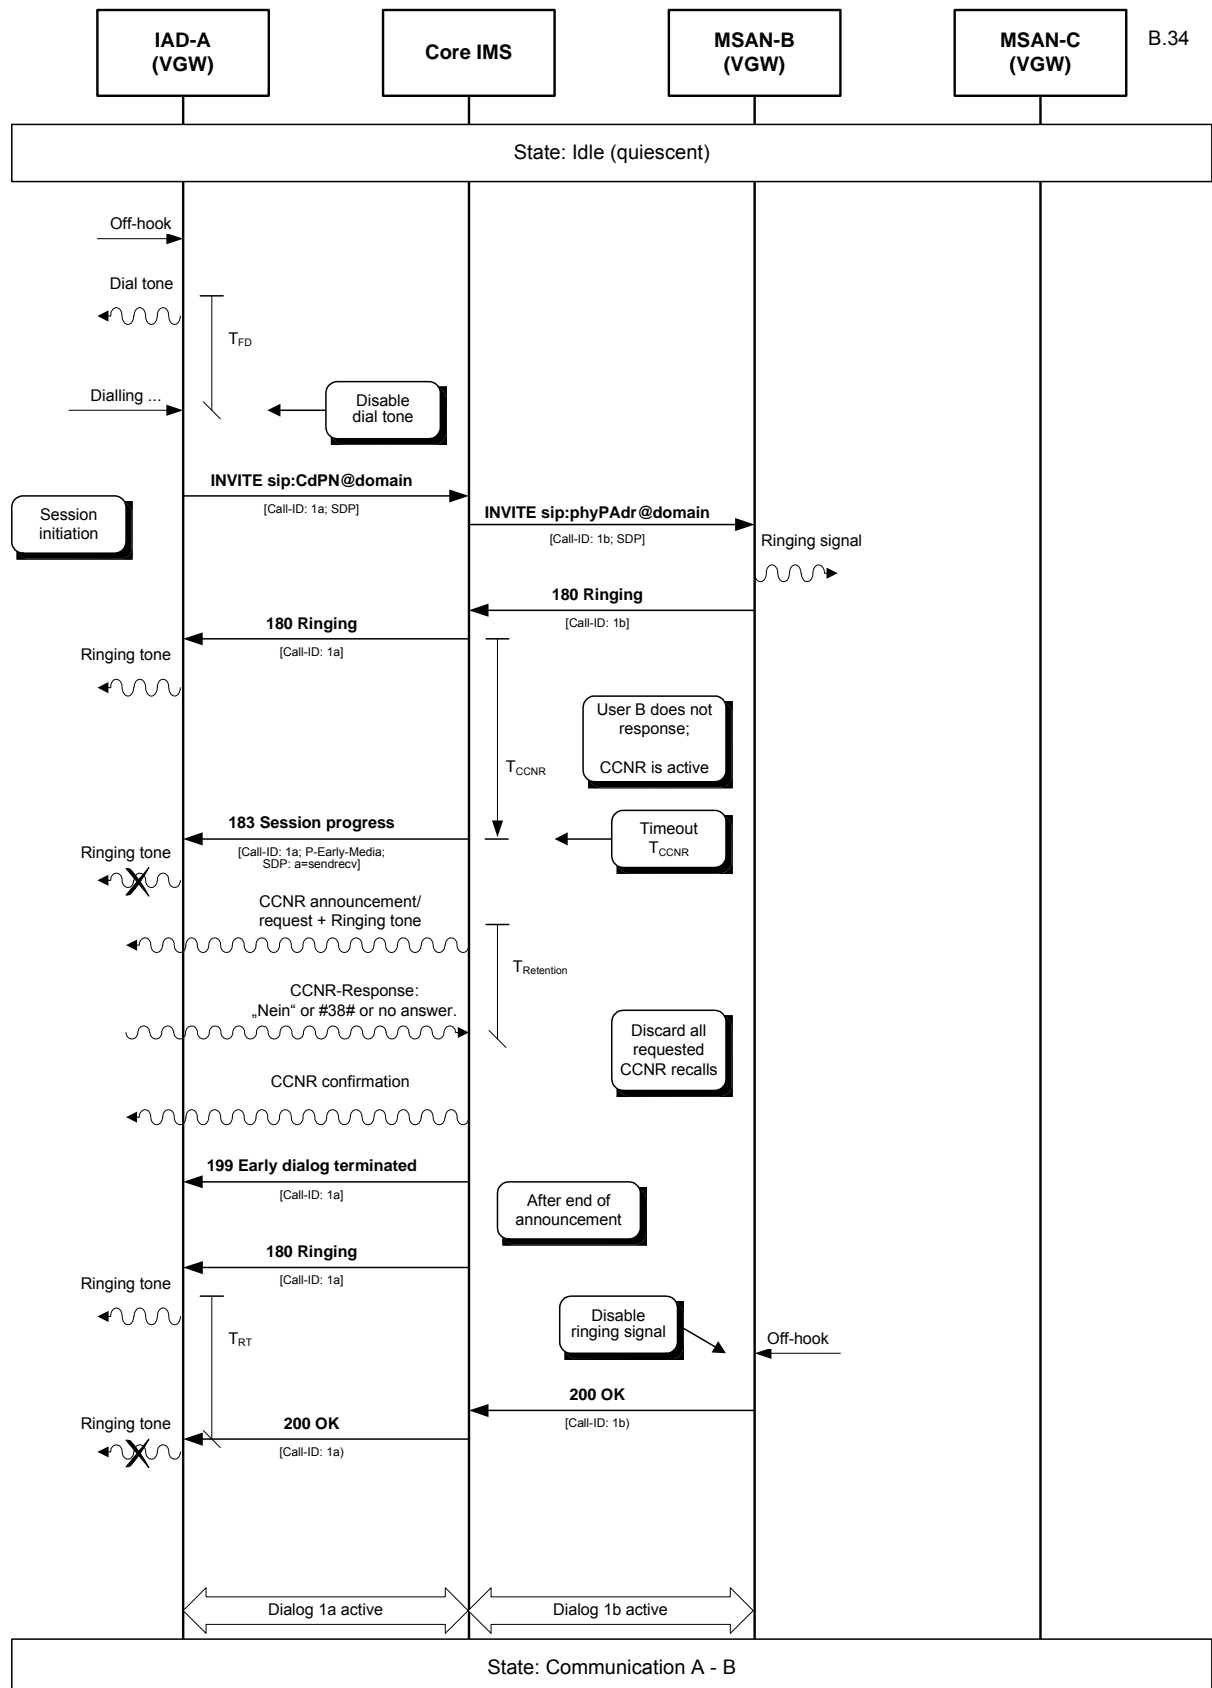 IAD-A
(VGW)
Core IMS
MSAN-B
(VGW)
MSAN-C
(VGW)
B.34
State: Idle (quiescent)
Off-hook
Dial tone
TFD
Dialling ...
Disable
dial tone
INVITE sip:CdPN@domain
[Call-ID: 1a; SDP]
Session
initiation
INVITE sip:phyPAdr@domain
[Call-ID: 1b; SDP]
Ringing signal
180 Ringing
[Call-ID: 1b]
180 Ringing
[Call-ID: 1a]
Ringing tone
User B does not
response;
CCNR is active
TCCNR
183 Session progress
[Call-ID: 1a; P-Early-Media;
SDP: a=sendrecv]
Timeout
TCCNR
Ringing tone
X
CCNR announcement/
request + Ringing tone
TRetention
CCNR-Response:
„Nein“ or #38# or no answer.
Discard all
requested
CCNR recalls
CCNR confirmation
199 Early dialog terminated
[Call-ID: 1a]
After end of
announcement
180 Ringing
[Call-ID: 1a]
Ringing tone
TRT
Disable
ringing signal
Off-hook
200 OK
[Call-ID: 1b)
200 OK
[Call-ID: 1a)
Ringing tone
X
Dialog 1a active
Dialog 1b active
State: Communication A - B